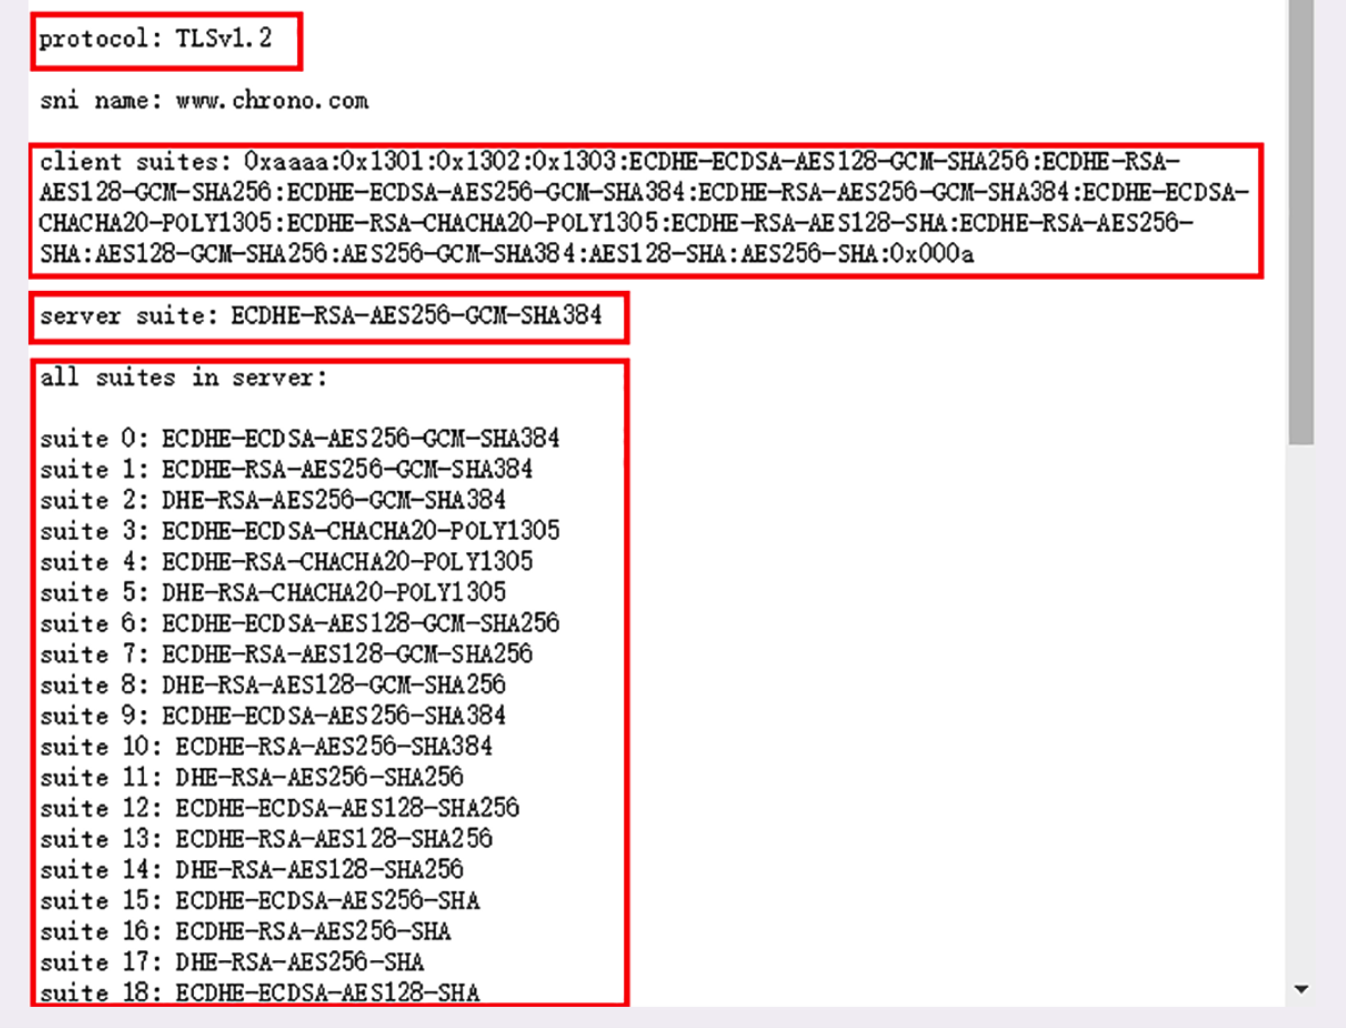 protocol: TLSv1.2
sni name: www.chrono.com
client suites: 0xaaaa:0x1301:0x1302:0x1303:ECDHE-ECDSA-AES128-GCM-SHA256:ECDHE-RSA-
AES128-GCM-SHA256:ECDHE-ECDSA-AES256-GCM-SHA384:ECDHE-RSA-AES256-GCM-SHA384:ECDHE-ECDSA-
CHACHA20-POLY1305:ECDHE-RSA-CHACHA20-POLY1305:ECDHE-RSA-AES128-SHA:ECDHE-RSA-AES256-
SHA:AES128-GCM-SHA256:AES256-GCM-SHA384:AES128-SHA:AES256-SHA:0x000a
server suite: ECDHE-RSA-AES256-GCM-SHA384
all suites in server:
suite 0: ECDHE-ECDSA-AES256-GCM-SHA384
suite 1: ECDHE-RSA-AES256-GCM-SHA384
suite 2: DHE-RSA-AES256-GCM-SHA384
suite 3: ECDHE-ECDSA-CHACHA20-POLY1305
suite 4: ECDHE-RSA-CHACHA20-POLY1305
suite 5: DHE-RSA-CHACHA20-POLY1305
suite 6: ECDHE-ECDSA-AES128-GCM-SHA256
suite 7: ECDHE-RSA-AES128-GCM-SHA256
suite 8: DHE-RSA-AES128-GCM-SHA256
suite 9: ECDHE-ECDSA-AES256-SHA384
suite 10: ECDHE-RSA-AES256-SHA384
suite 11: DHE-RSA-AES256-SHA256
suite 12: ECDHE-ECDSA-AES128-SHA256
suite 13: ECDHE-RSA-AES128-SHA256
suite 14: DHE-RSA-AES128-SHA256
suite 15: ECDHE-ECDSA-AES256-SHA
suite 16: ECDHE-RSA-AES256-SHA
suite 17: DHE-RSA-AES256-SHA
suite 18: ECDHE-ECDSA-AES128-SHA